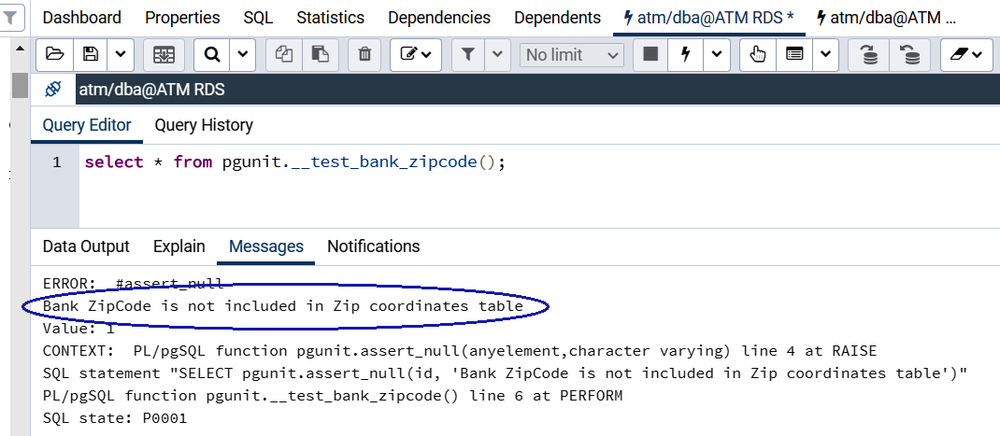 Dashboard Properties SQL Statistics Dependencies Dependents atm/dba@ATM RDS * atm/dba@ATM ...
No limit
atm/dba@ATM RDS
Query Editor Query History
1 select * from pgunit.__test_bank_zipcode();
Data Output Explain Messages Notifications
ERROR:  #assert_null
Bank ZipCode is not included in Zip coordinates table
Value: 1
CONTEXT:  PL/pgSQL function pgunit.assert_null(anyelement,character varying) line 4 at RAISE
SQL statement "SELECT pgunit.assert_null(id, 'Bank ZipCode is not included in Zip coordinates table')"
PL/pgSQL function pgunit.__test_bank_zipcode() line 6 at PERFORM
SQL state: P0001